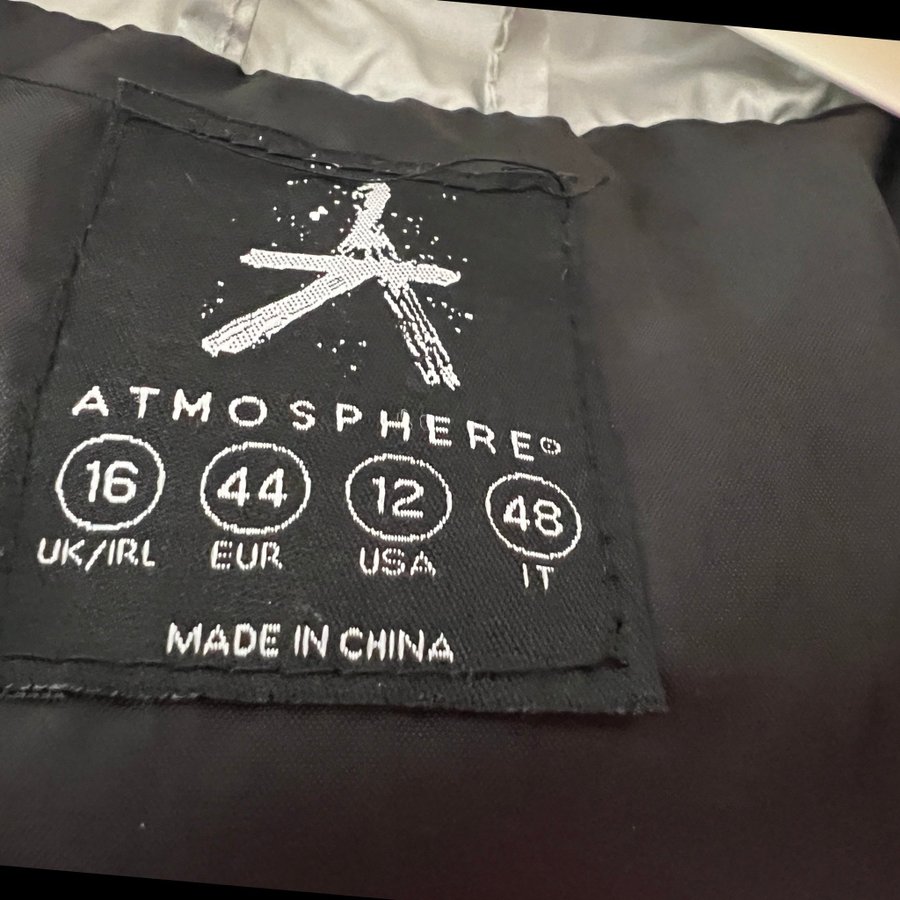 ATMOSPHERE®
16 44 12 48
UK/IRL EUR USA IT
MADE IN CHINA